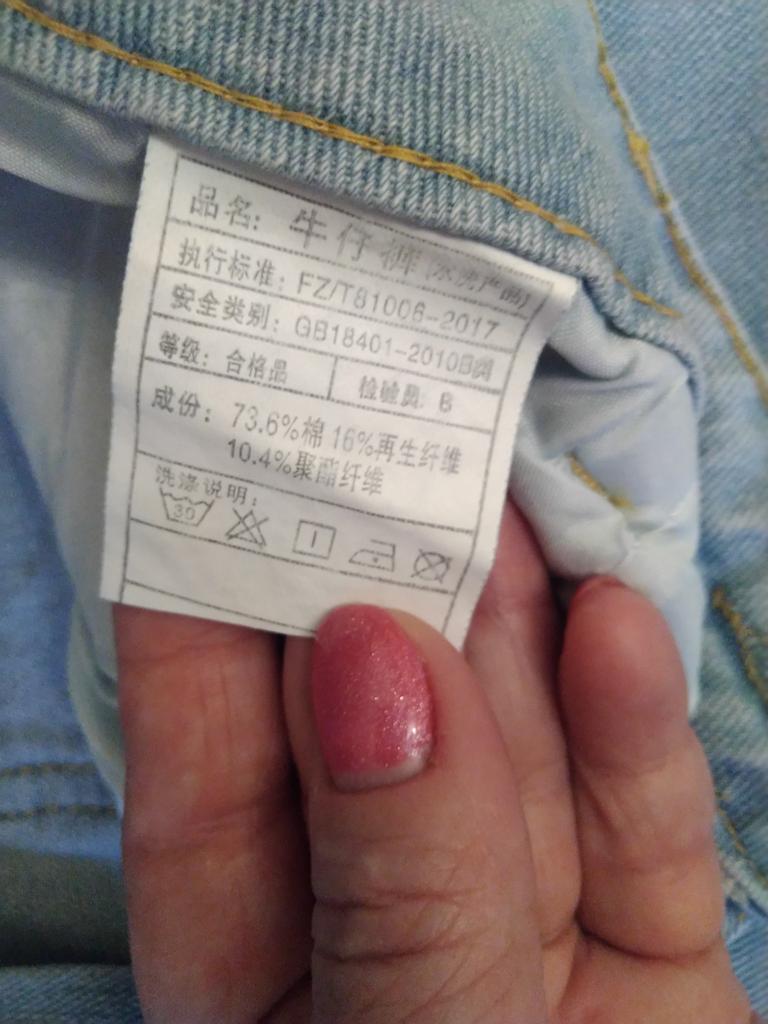 品名: 牛仔裤(水洗产品)
执行标准: FZ/T81006-2017
安全类别: GB18401-2010B类
等级: 合格品 检验员: B
成份: 73.6%棉 16%再生纤维
10.4%聚酯纤维
洗涤说明:
30